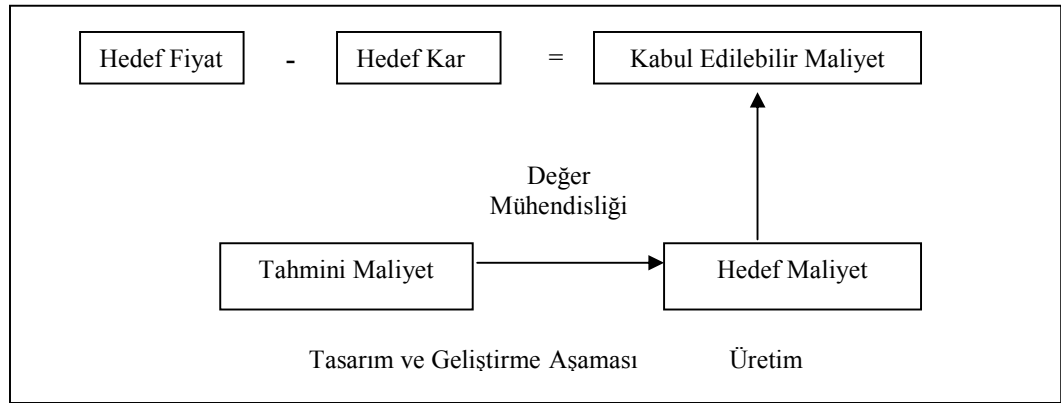 Hedef Fiyat - Hedef Kar = Kabul Edilebilir Maliyet
Değer
Mühendisliği
Tahmini Maliyet Hedef Maliyet
Tasarım ve Geliştirme Aşaması Üretim